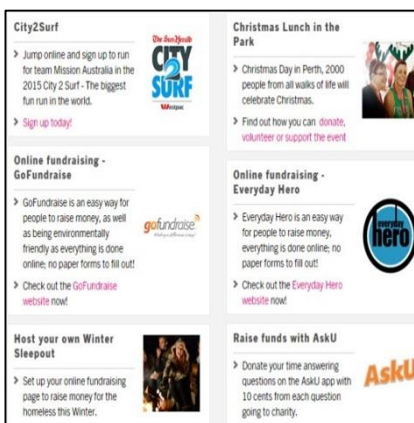 City2Surf
Jump online and sign up to run
for team Mission Australia in the
2015 City 2 Surf - The biggest
fun run in the world.
Sign up today!
The Sun-Herald
CITY
2
SURF
Westpac
Christmas Lunch in the
Park
Christmas Day in Perth, 2000
people from all walks of life will
celebrate Christmas.
Find out how you can donate,
volunteer or support the event
Online fundraising -
GoFundraise
GoFundraise is an easy way for
people to raise money, as well
as being environmentally
friendly as everything is done
online; no paper forms to fill out!
Check out the GoFundraise
website now!
gofundraise
Online fundraising -
Everyday Hero
Everyday Hero is an easy way
for people to raise money,
everything is done online; no
paper forms to fill out!
Check out the Everyday Hero
website now!
everyday
hero
Host your own Winter
Sleepout
Set up your online fundraising
page to raise money for the
homeless this Winter.
Raise funds with AskU
Donate your time answering
questions on the AskU app with
10 cents from each question
going to charity.
AskU